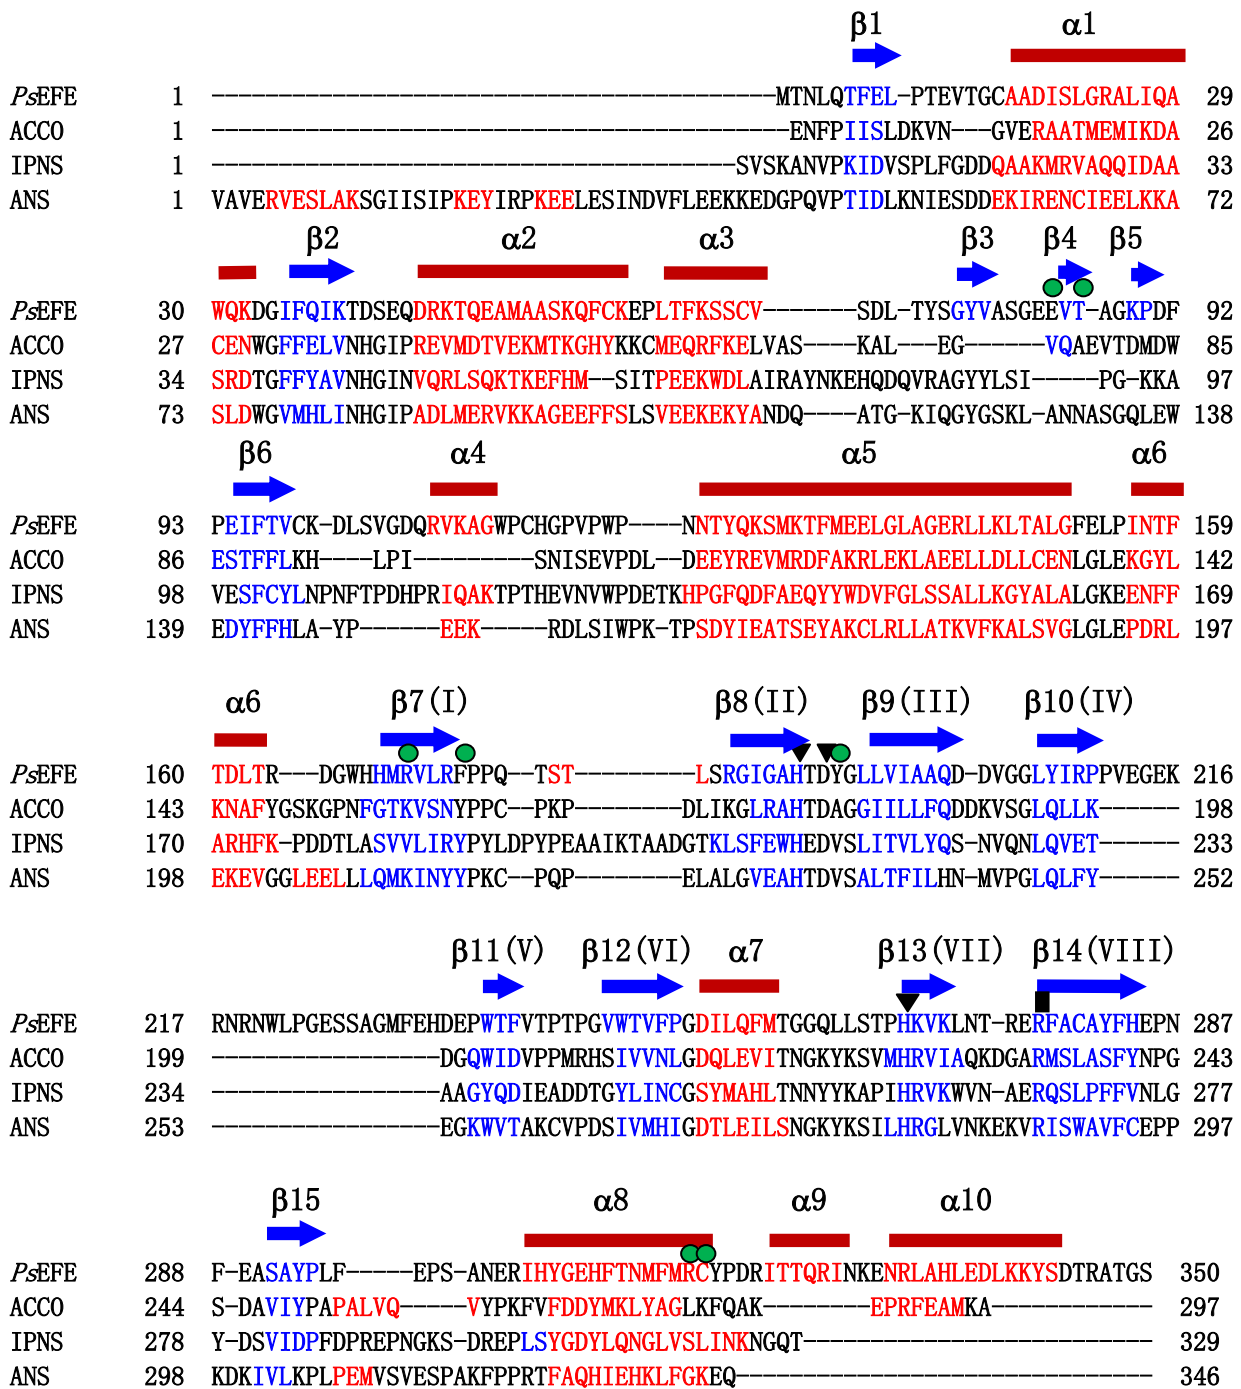 β1 α1
PsEFE 1 ------------------------------------------MTNLQTFEL-PTEVTGCAADISLGRALIQA 29
ACCO 1 -------------------------------------------ENFPIISLDKVN---GVERAATMEMIKDA 26
IPNS 1 ---------------------------------------SVSKANVPKIDVSPLFGDDQAAKMRVAQQIDAA 33
ANS 1 VAVERVESLAKSGIISIPKEYIRPKEELESINDVFLEEKKEDGPQVPTIDLKNIESDDEKIRENCIEELKKA 72
β2 α2 α3 β3 β4 β5
PsEFE 30 WQKDGIFQIKTDSEQDRKTQEAMAASKQFCKEPLTFKSSCV-------SDL-TYSGYVASGEEVT-AGKPDF 92
ACCO 27 CENWGFFELVNHGIPREVMDTVEKMTKGHYKKCMEQRFKELVAS----KAL---EG------VQAEVTDMDW 85
IPNS 34 SRDTGFFYAVNHGINVQRLSQKTKEFHM--SITPEEKWDLAIRAYNKEHQDQVRAGYYLSI-----PG-KKA 97
ANS 73 SLDWGVMHLINHGIPADLMERVKKAGEEFFSLSVEEKEKYANDQ----ATG-KIQGYGSKL-ANNASGQLEW 138
β6 α4 α5 α6
PsEFE 93 PEIFTVCK-DLSVGDQRVKAGWPCHGPVPWP----NNTYQKSMKTFMEELGLAGERLLKLTALGFELPINTF 159
ACCO 86 ESTFFLKH----LPI---------SNISEVPDL--DEEYREVMRDFAKRLEKLAEELLDLLCENLGLEKGYL 142
IPNS 98 VESFCYLNPNFTPDHPRIQAKTPTHEVNVWPDETKHPGFQDFAEQYYWDVFGLSSALLKGYALALGKEENFF 169
ANS 139 EDYFFHLA-YP------EEK-----RDLSIWPK-TPSDYIEATSEYAKCLRLLATKVFKALSVGLGLEPDRL 197
α6 β7(I) β8(II) β9(III) β10(IV)
PsEFE 160 TDLTR---DGWHHMRVLRFPPQ--TST---------LSRGIGAHTDYGLLVIAAQD-DVGGLYIRPPVEGEK 216
ACCO 143 KNAFYGSKGPNFGTKVSNYPPC--PKP--------DLIKGLRAHTDAGGIILLFQDDKVSGLQLLK------ 198
IPNS 170 ARHFK-PDDTLASVVLIRYPYLDPYPEAAIKTAADGTKLSFEWHEDVSLITVLYQS-NVQNLQVET------ 233
ANS 198 EKEVGGLEELLLQMKINYYPKC--PQP--------ELALGVEAHTDVSALTFILHN-MVPGLQLFY------ 252
β11(V) β12(VI) α7 β13(VII) β14(VIII)
PsEFE 217 RNRNWLPGESSAGMFEHDEPWTFVTPTPGVWTVFPGDILQFMTGGQLLSTPHKVKLNT-RERFACAYFHEPN 287
ACCO 199 -----------------DGQWIDVPPMRHSIVVNLGDQLEVITNGKYKSVMHRVIAQKDGARMSLASFYNPG 243
IPNS 234 -----------------AAGYQDIEADDTGYLINCGSYMAHLTNNYYKAPIHRVKWVN-AERQSLPFFVNLG 277
ANS 253 -----------------EGKWVTAKCVPDSIVMHIGDTLEILSNGKYKSILHRGLVNKEKVRISWAVFCEPP 297
β15 α8 α9 α10
PsEFE 288 F-EASAYPLF-----EPS-ANERIHYGEHFTNMFMRCYPDRITTQRINKENRLAHLEDLKKYSDTRATGS 350
ACCO 244 S-DAVIYPAPALVQ-----VYPKFVFDDYMKLYAGLKFQAK--------EPRFEAMKA------------ 297
IPNS 278 Y-DSVIDPFDPREPNGKS-DREPLSYGDYLQNGLVSLINKNGQT-------------------------- 329
ANS 298 KDKIVLKPLPEMVSVESPAKFPPRTFAQHIEHKLFGKEQ------------------------------- 346